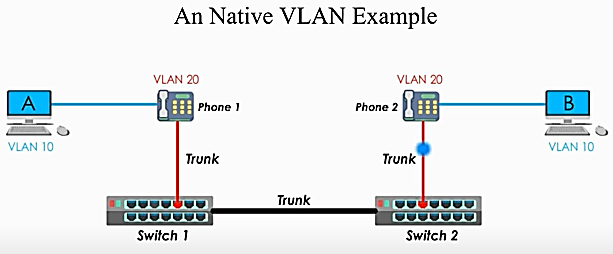 An Native VLAN Example
VLAN 20
VLAN 20
A
Phone 1
Phone 2
B
VLAN 10
VLAN 10
Trunk
Trunk
Trunk
Switch 1
Switch 2